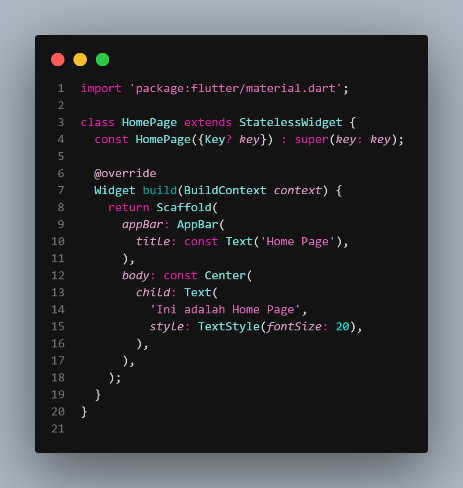 1 import 'package:flutter/material.dart';
2
3 class HomePage extends StatelessWidget {
4   const HomePage({Key? key}) : super(key: key);
5
6   @override
7   Widget build(BuildContext context) {
8     return Scaffold(
9       appBar: AppBar(
10         title: const Text('Home Page'),
11       ),
12       body: const Center(
13         child: Text(
14           'Ini adalah Home Page',
15           style: TextStyle(fontSize: 20),
16         ),
17       ),
18     );
19   }
20 }
21